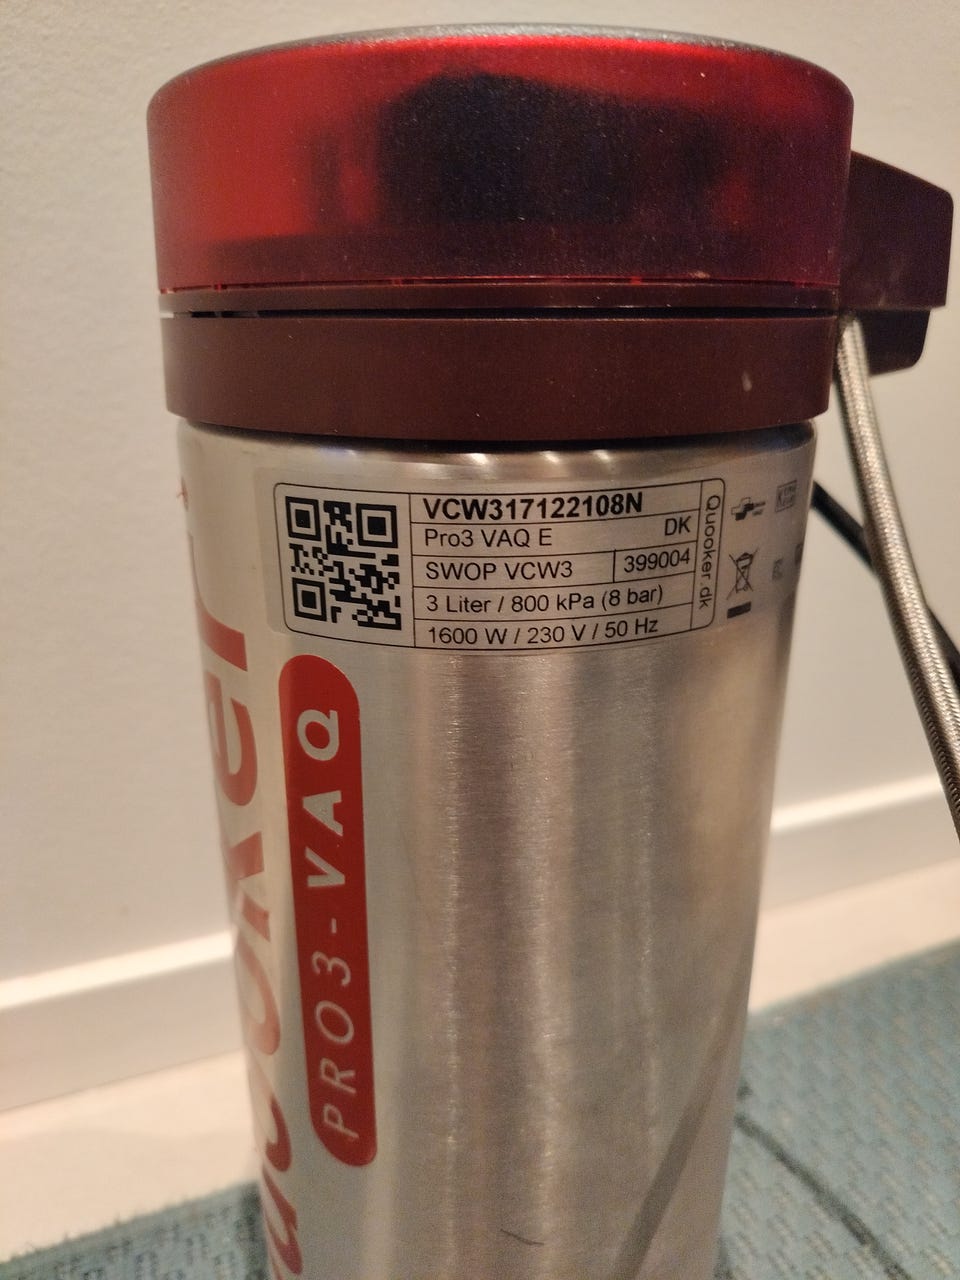 VCW317122108N
Pro3 VAQ E DK
SWOP VCW3 399004
3 Liter / 800 kPa (8 bar)
1600 W / 230 V / 50 Hz
Quooker.dk
Quooker
PRO3-VAQ